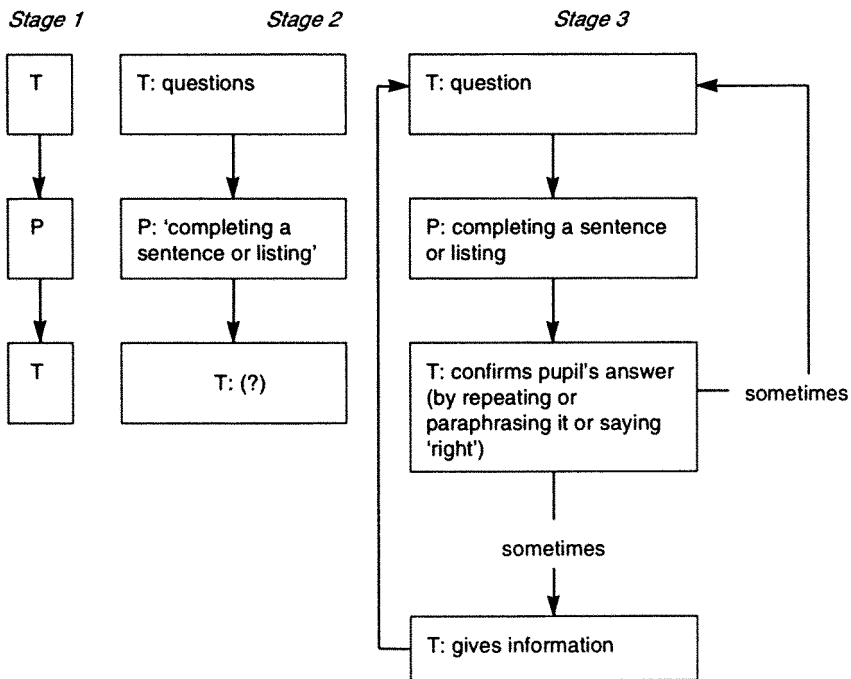 Stage 1
Stage 2
Stage 3
T
P
T
T: questions
P: ‘completing a
sentence or listing’
T: (?)
T: question
P: completing a sentence
or listing
T: confirms pupil's answer
(by repeating or
paraphrasing it or saying
‘right’)
sometimes
sometimes
T: gives information